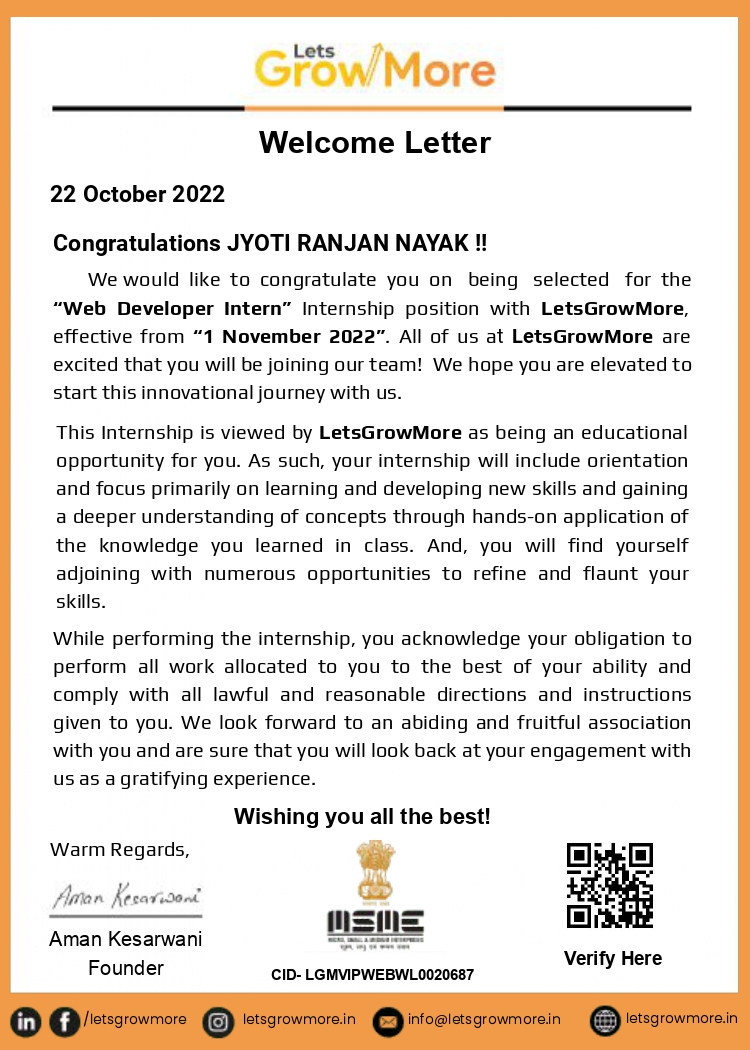 Lets
GrowMore
Welcome Letter
22 October 2022
Congratulations JYOTI RANJAN NAYAK !!
We would like to congratulate you on being selected for the
“Web Developer Intern” Internship position with LetsGrowMore,
effective from “1 November 2022”. All of us at LetsGrowMore are
excited that you will be joining our team! We hope you are elevated to
start this innovational journey with us.
This Internship is viewed by LetsGrowMore as being an educational
opportunity for you. As such, your internship will include orientation
and focus primarily on learning and developing new skills and gaining
a deeper understanding of concepts through hands-on application of
the knowledge you learned in class. And, you will find yourself
adjoining with numerous opportunities to refine and flaunt your
skills.
While performing the internship, you acknowledge your obligation to
perform all work allocated to you to the best of your ability and
comply with all lawful and reasonable directions and instructions
given to you. We look forward to an abiding and fruitful association
with you and are sure that you will look back at your engagement with
us as a gratifying experience.
Wishing you all the best!
Warm Regards,
Aman Kesarwani
Aman Kesarwani
Founder
MSME
MICRO, SMALL & MEDIUM ENTERPRISES
सूक्ष्म, लघु एवं मध्यम उद्यम
CID- LGMVIPWEBWL0020687
Verify Here
in f /letsgrowmore letsgrowmore.in info@letsgrowmore.in letsgrowmore.in